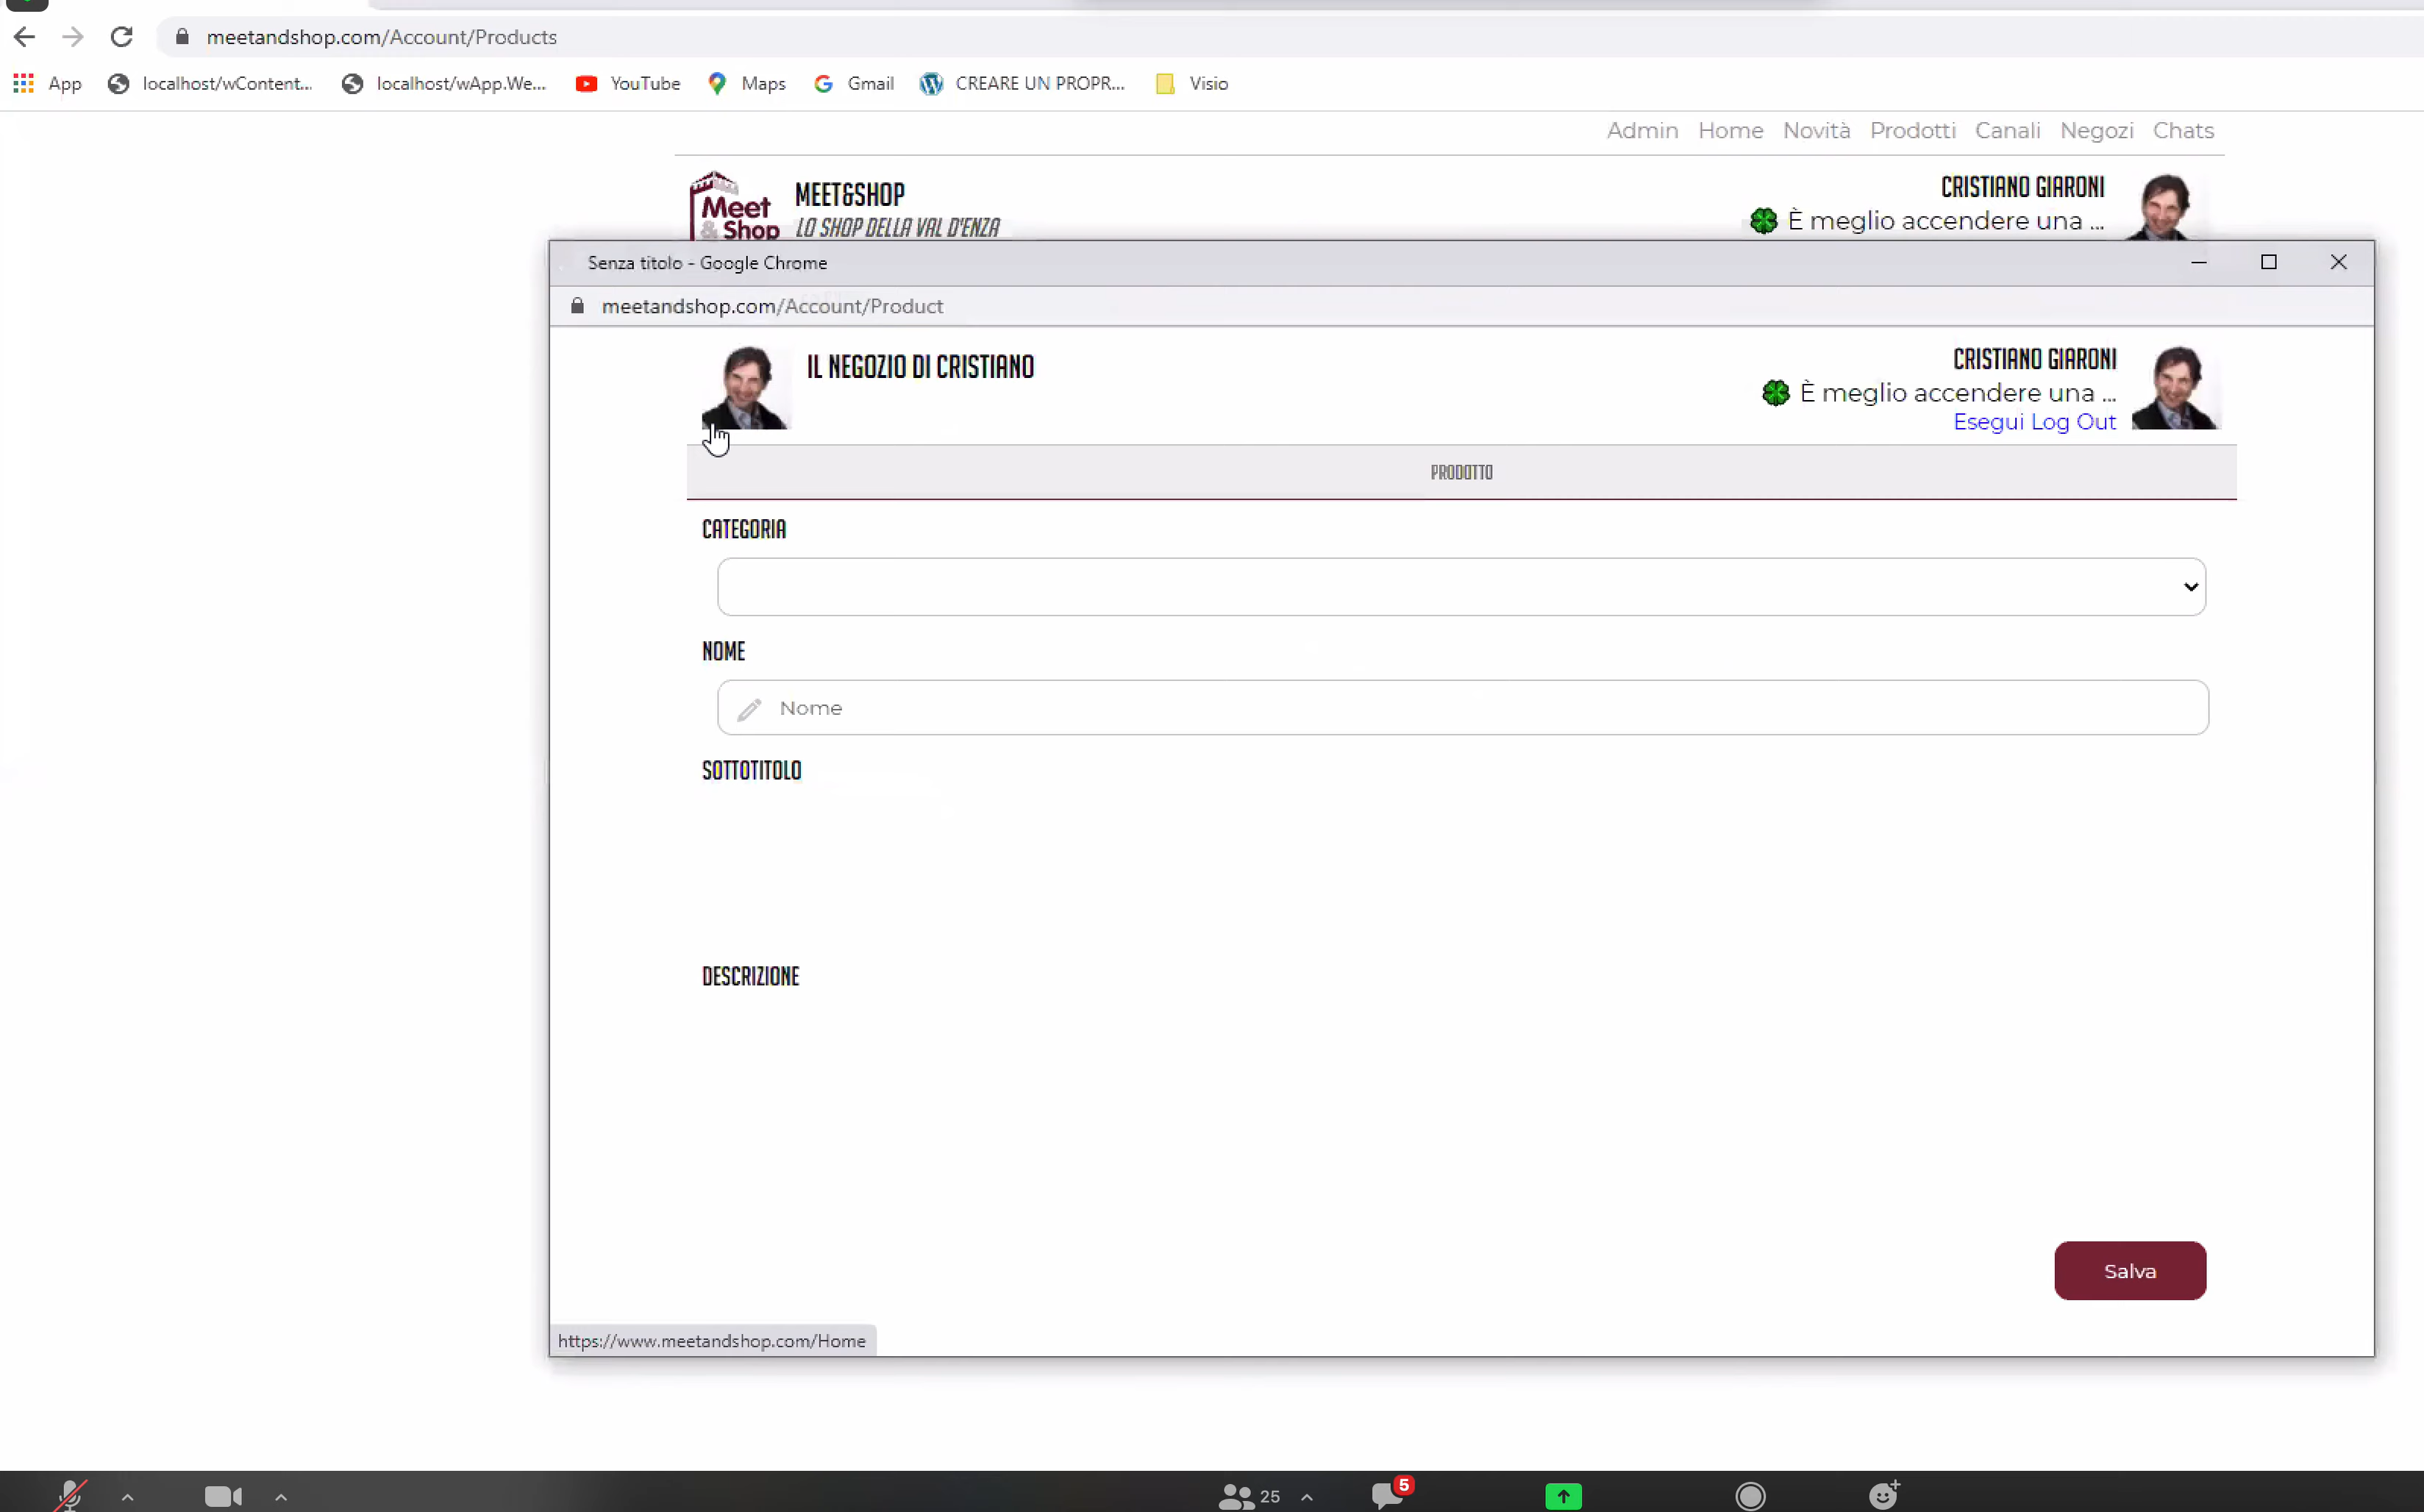 meetandshop.com/Account/Products
App localhost/wContent... localhost/wApp.We... YouTube Maps Gmail CREARE UN PROPR... Visio
Admin Home Novità Prodotti Canali Negozi Chats
Meet & Shop
MEET&SHOP
LO SHOP DELLA VAL D'ENZA
CRISTIANO GIARONI
È meglio accendere una ...
Senza titolo - Google Chrome
meetandshop.com/Account/Product
IL NEGOZIO DI CRISTIANO
CRISTIANO GIARONI
È meglio accendere una ...
Esegui Log Out
PRODOTTO
CATEGORIA
NOME
Nome
SOTTOTITOLO
DESCRIZIONE
Salva
https://www.meetandshop.com/Home
25
5